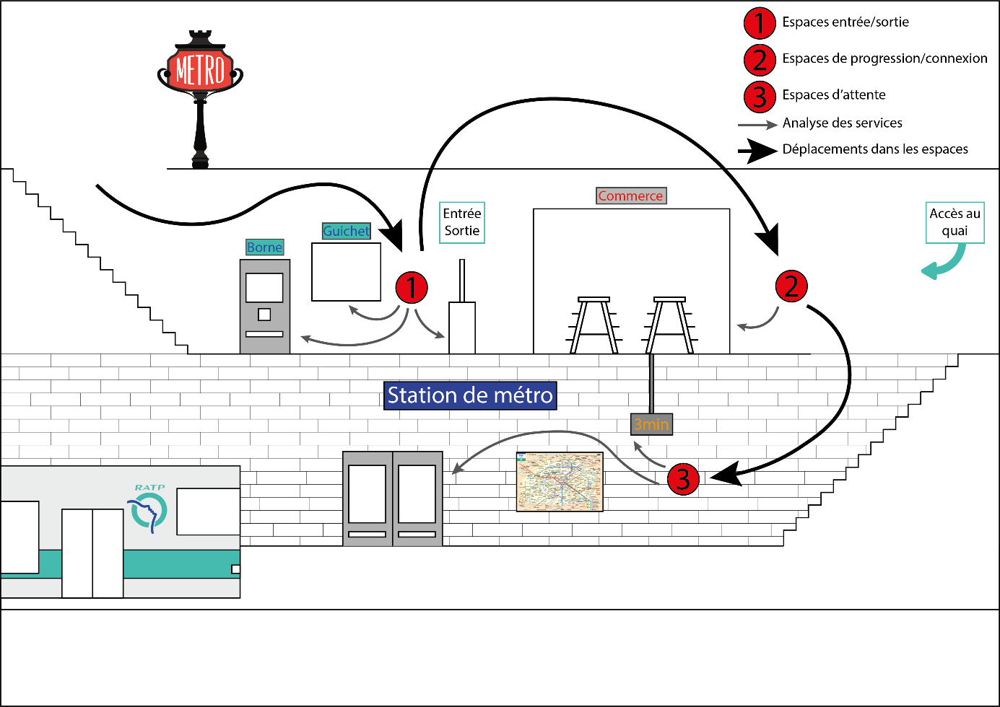 1 Espaces entrée/sortie
2 Espaces de progression/connexion
3 Espaces d'attente
Analyse des services
Déplacements dans les espaces
METRO
Commerce
Entrée
Sortie
Accès au
quai
Guichet
Borne
1
2
Station de métro
3min
3
RATP